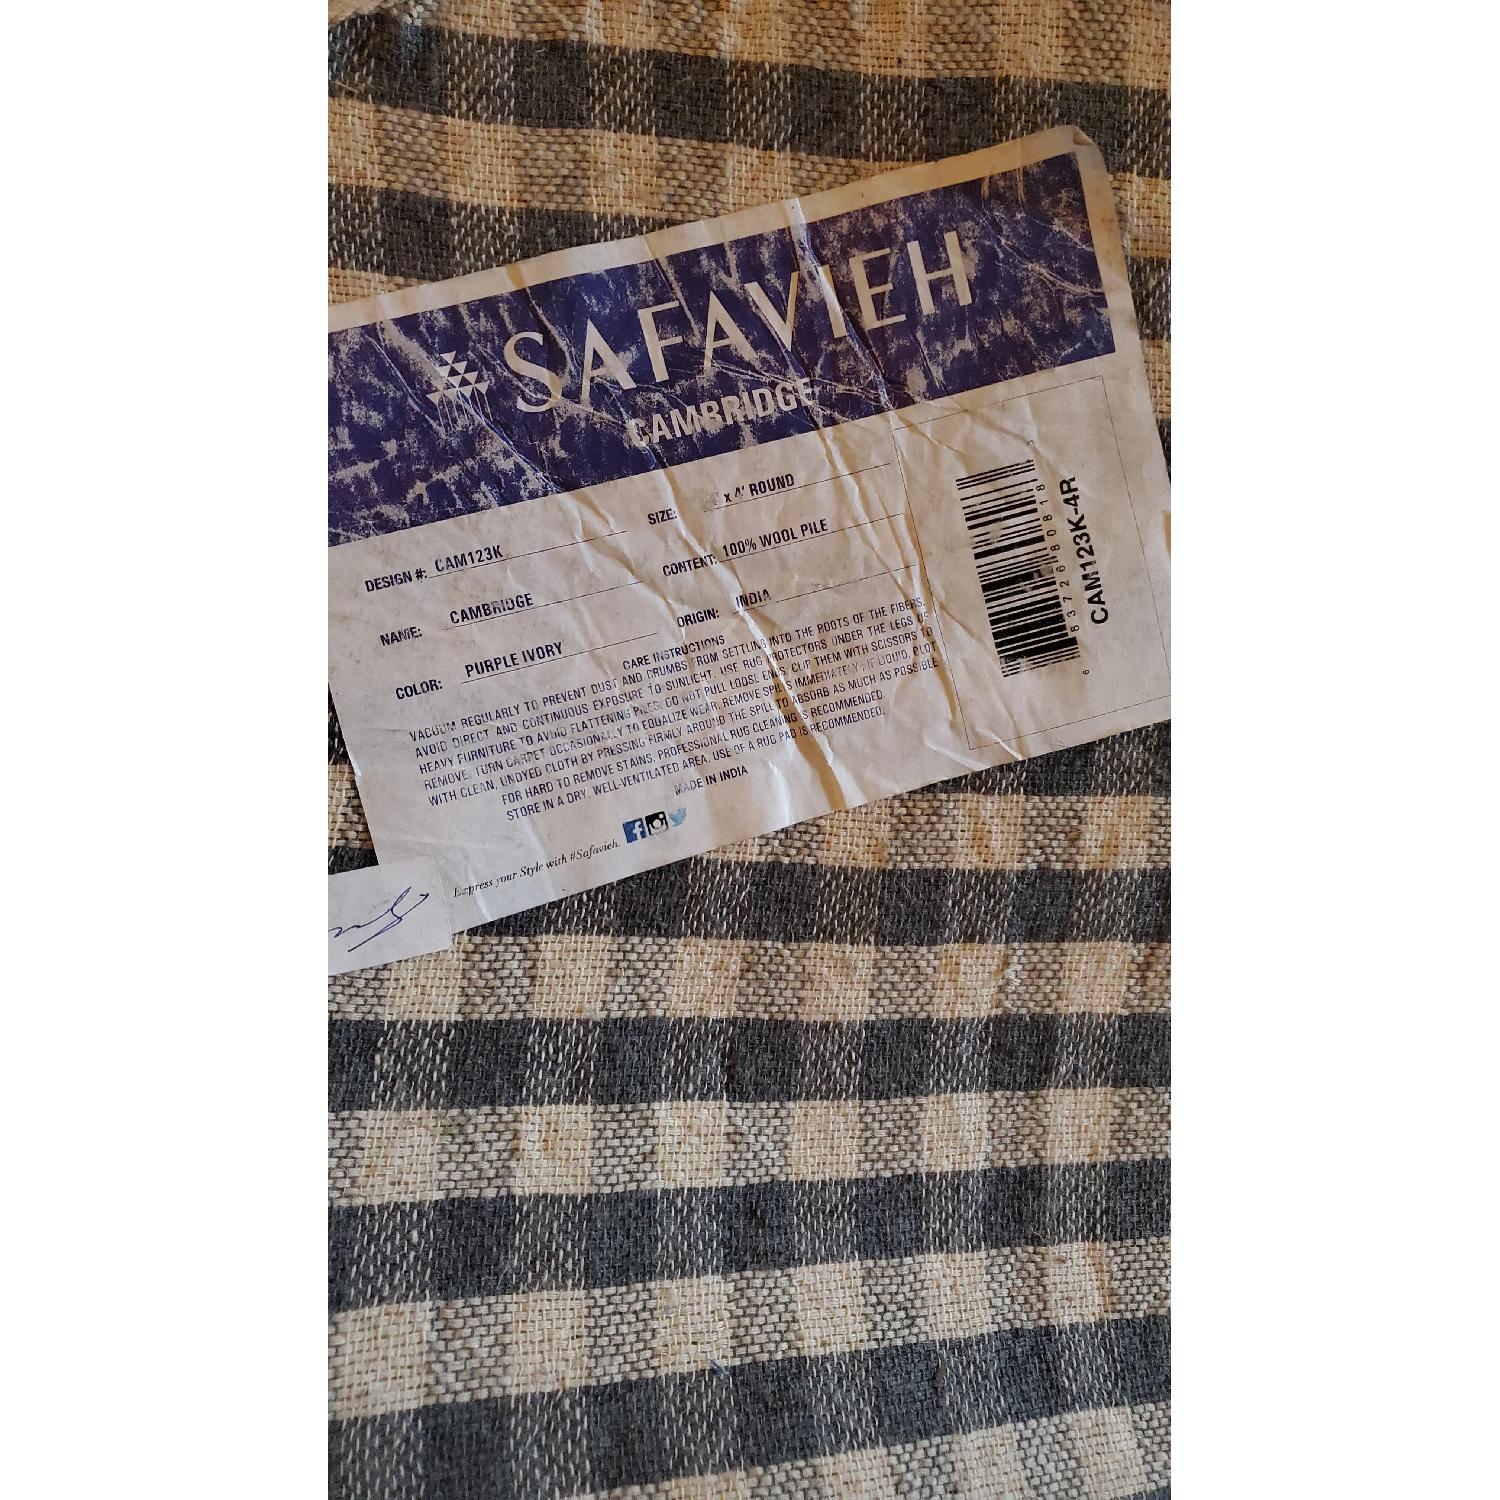 SAFAVIEH
CAMBRIDGE
DESIGN #: CAM123K
SIZE: x 4' ROUND
NAME: CAMBRIDGE
CONTENT: 100% WOOL PILE
COLOR: PURPLE IVORY
ORIGIN: INDIA
CARE INSTRUCTIONS
VACUUM REGULARLY TO PREVENT DUST AND CRUMBS FROM SETTLING INTO THE ROOTS OF THE FIBERS.
AVOID DIRECT AND CONTINUOUS EXPOSURE TO SUNLIGHT. USE RUG PROTECTORS UNDER THE LEGS OF
HEAVY FURNITURE TO AVOID FLATTENING PILES. DO NOT PULL LOOSE ENDS, CLIP THEM WITH SCISSORS TO
REMOVE. TURN CARPET OCCASIONALLY TO EQUALIZE WEAR. REMOVE SPILLS IMMEDIATELY; IF LIQUID, BLOT
WITH CLEAN, UNDYED CLOTH BY PRESSING FIRMLY AROUND THE SPILL TO ABSORB AS MUCH AS POSSIBLE
FOR HARD TO REMOVE STAINS, PROFESSIONAL RUG CLEANING IS RECOMMENDED.
STORE IN A DRY, WELL-VENTILATED AREA. USE OF A RUG PAD IS RECOMMENDED.
MADE IN INDIA
Express your Style with #Safavieh.
6 83726 80818 3
CAM123K-4R